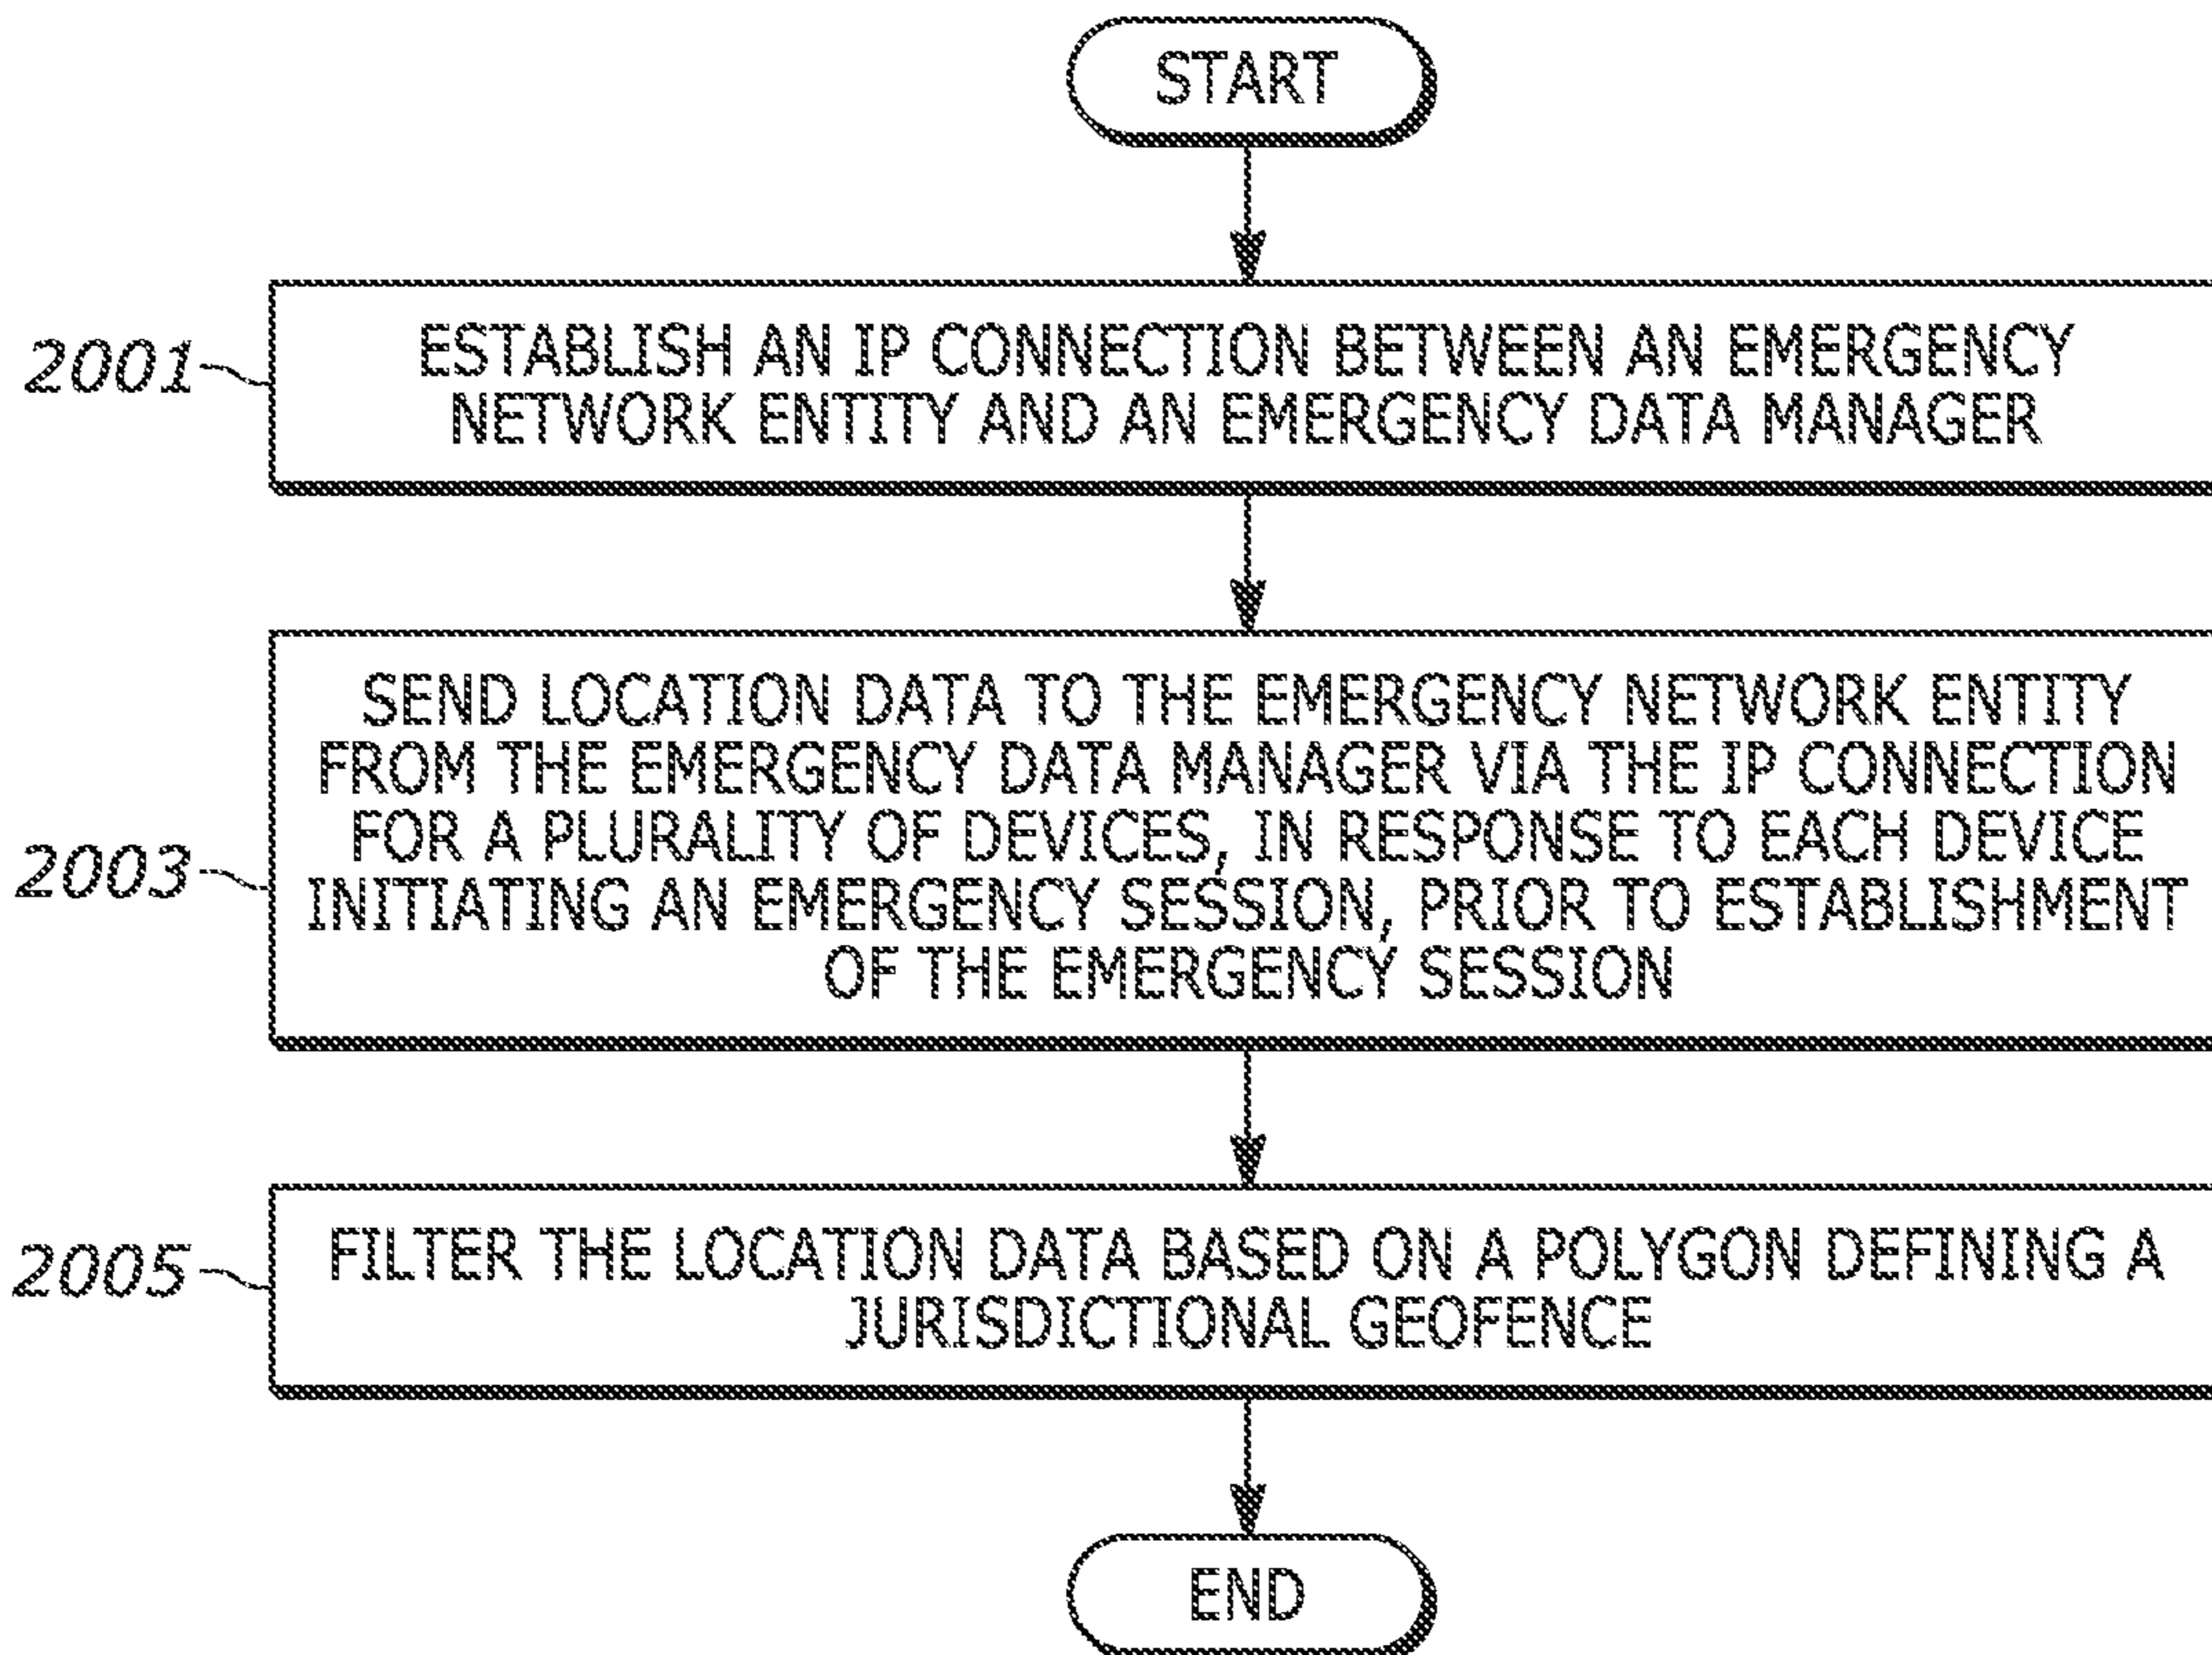 START
2001
ESTABLISH AN IP CONNECTION BETWEEN AN EMERGENCY
NETWORK ENTITY AND AN EMERGENCY DATA MANAGER
2003
SEND LOCATION DATA TO THE EMERGENCY NETWORK ENTITY
FROM THE EMERGENCY DATA MANAGER VIA THE IP CONNECTION
FOR A PLURALITY OF DEVICES, IN RESPONSE TO EACH DEVICE
INITIATING AN EMERGENCY SESSION, PRIOR TO ESTABLISHMENT
OF THE EMERGENCY SESSION
2005
FILTER THE LOCATION DATA BASED ON A POLYGON DEFINING A
JURISDICTIONAL GEOFENCE
END